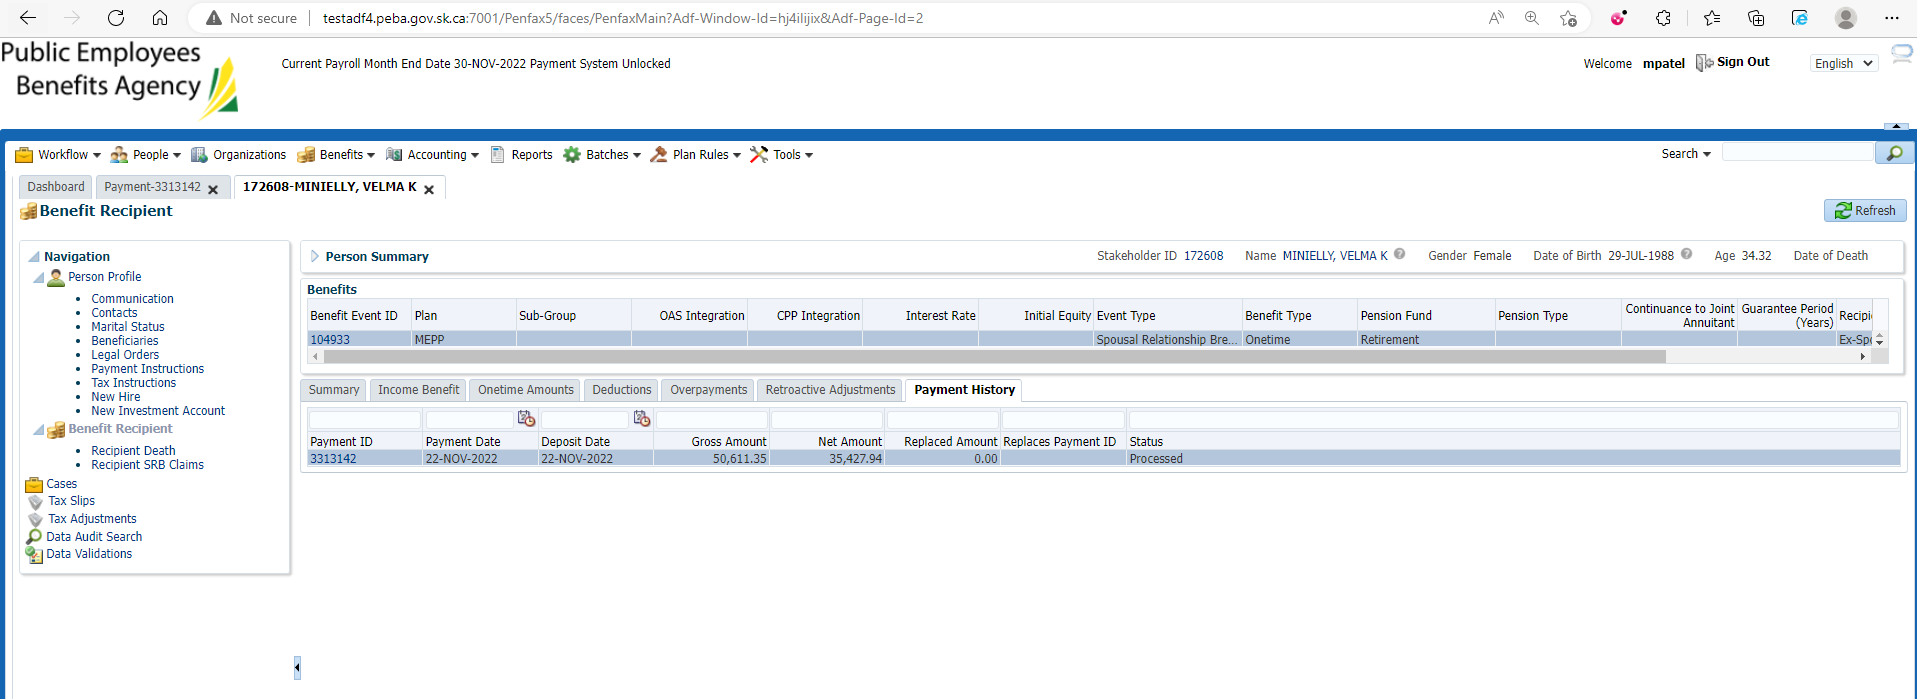 Not secure testadf4.peba.gov.sk.ca:7001/Penfax5/faces/PenfaxMain?Adf-Window-Id=hj4ilijix&Adf-Page-Id=2
Public Employees
Benefits Agency
Current Payroll Month End Date 30-NOV-2022 Payment System Unlocked
Welcome mpatel Sign Out English
Workflow People Organizations Benefits Accounting Reports Batches Plan Rules Tools Search
Dashboard Payment-3313142 172608-MINIELLY, VELMA K
Benefit Recipient
Refresh
Navigation
Person Profile
Communication
Contacts
Marital Status
Beneficiaries
Legal Orders
Payment Instructions
Tax Instructions
New Hire
New Investment Account
Benefit Recipient
Recipient Death
Recipient SRB Claims
Cases
Tax Slips
Tax Adjustments
Data Audit Search
Data Validations
Person Summary Stakeholder ID 172608 Name MINIELLY, VELMA K Gender Female Date of Birth 29-JUL-1988 Age 34.32 Date of Death
Benefits
Benefit Event ID Plan Sub-Group OAS Integration CPP Integration Interest Rate Initial Equity Event Type Benefit Type Pension Fund Pension Type Continuance to Joint Annuitant Guarantee Period (Years) Recipi
104933 MEPP Spousal Relationship Bre... Onetime Retirement Ex-Spo
Summary Income Benefit Onetime Amounts Deductions Overpayments Retroactive Adjustments Payment History
Payment ID Payment Date Deposit Date Gross Amount Net Amount Replaced Amount Replaces Payment ID Status
3313142 22-NOV-2022 22-NOV-2022 50,611.35 35,427.94 0.00 Processed